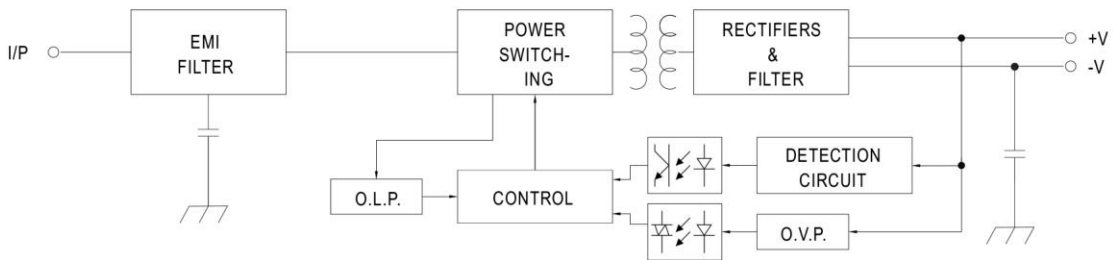 I/P
EMI
FILTER
POWER
SWITCH-
ING
RECTIFIERS
&
FILTER
+V
-V
DETECTION
CIRCUIT
O.L.P.
CONTROL
O.V.P.